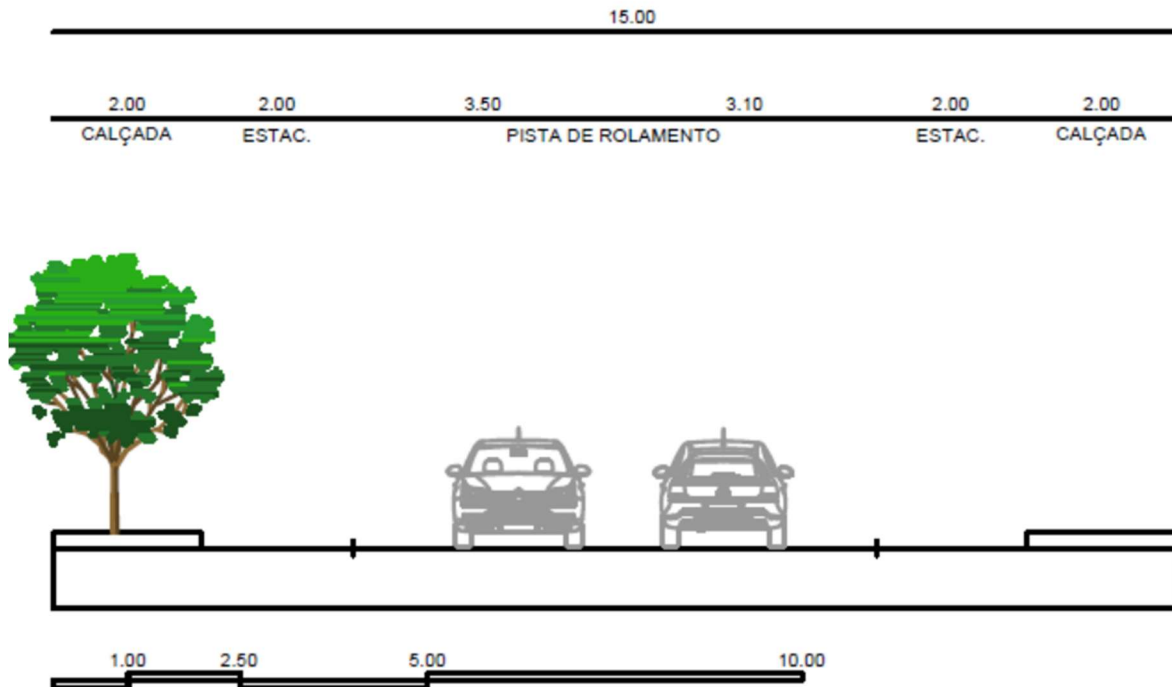 15.00
2.00 2.00 3.50 3.10 2.00 2.00
CALÇADA ESTAC. PISTA DE ROLAMENTO ESTAC. CALÇADA
1.00 2.50 5.00 10.00